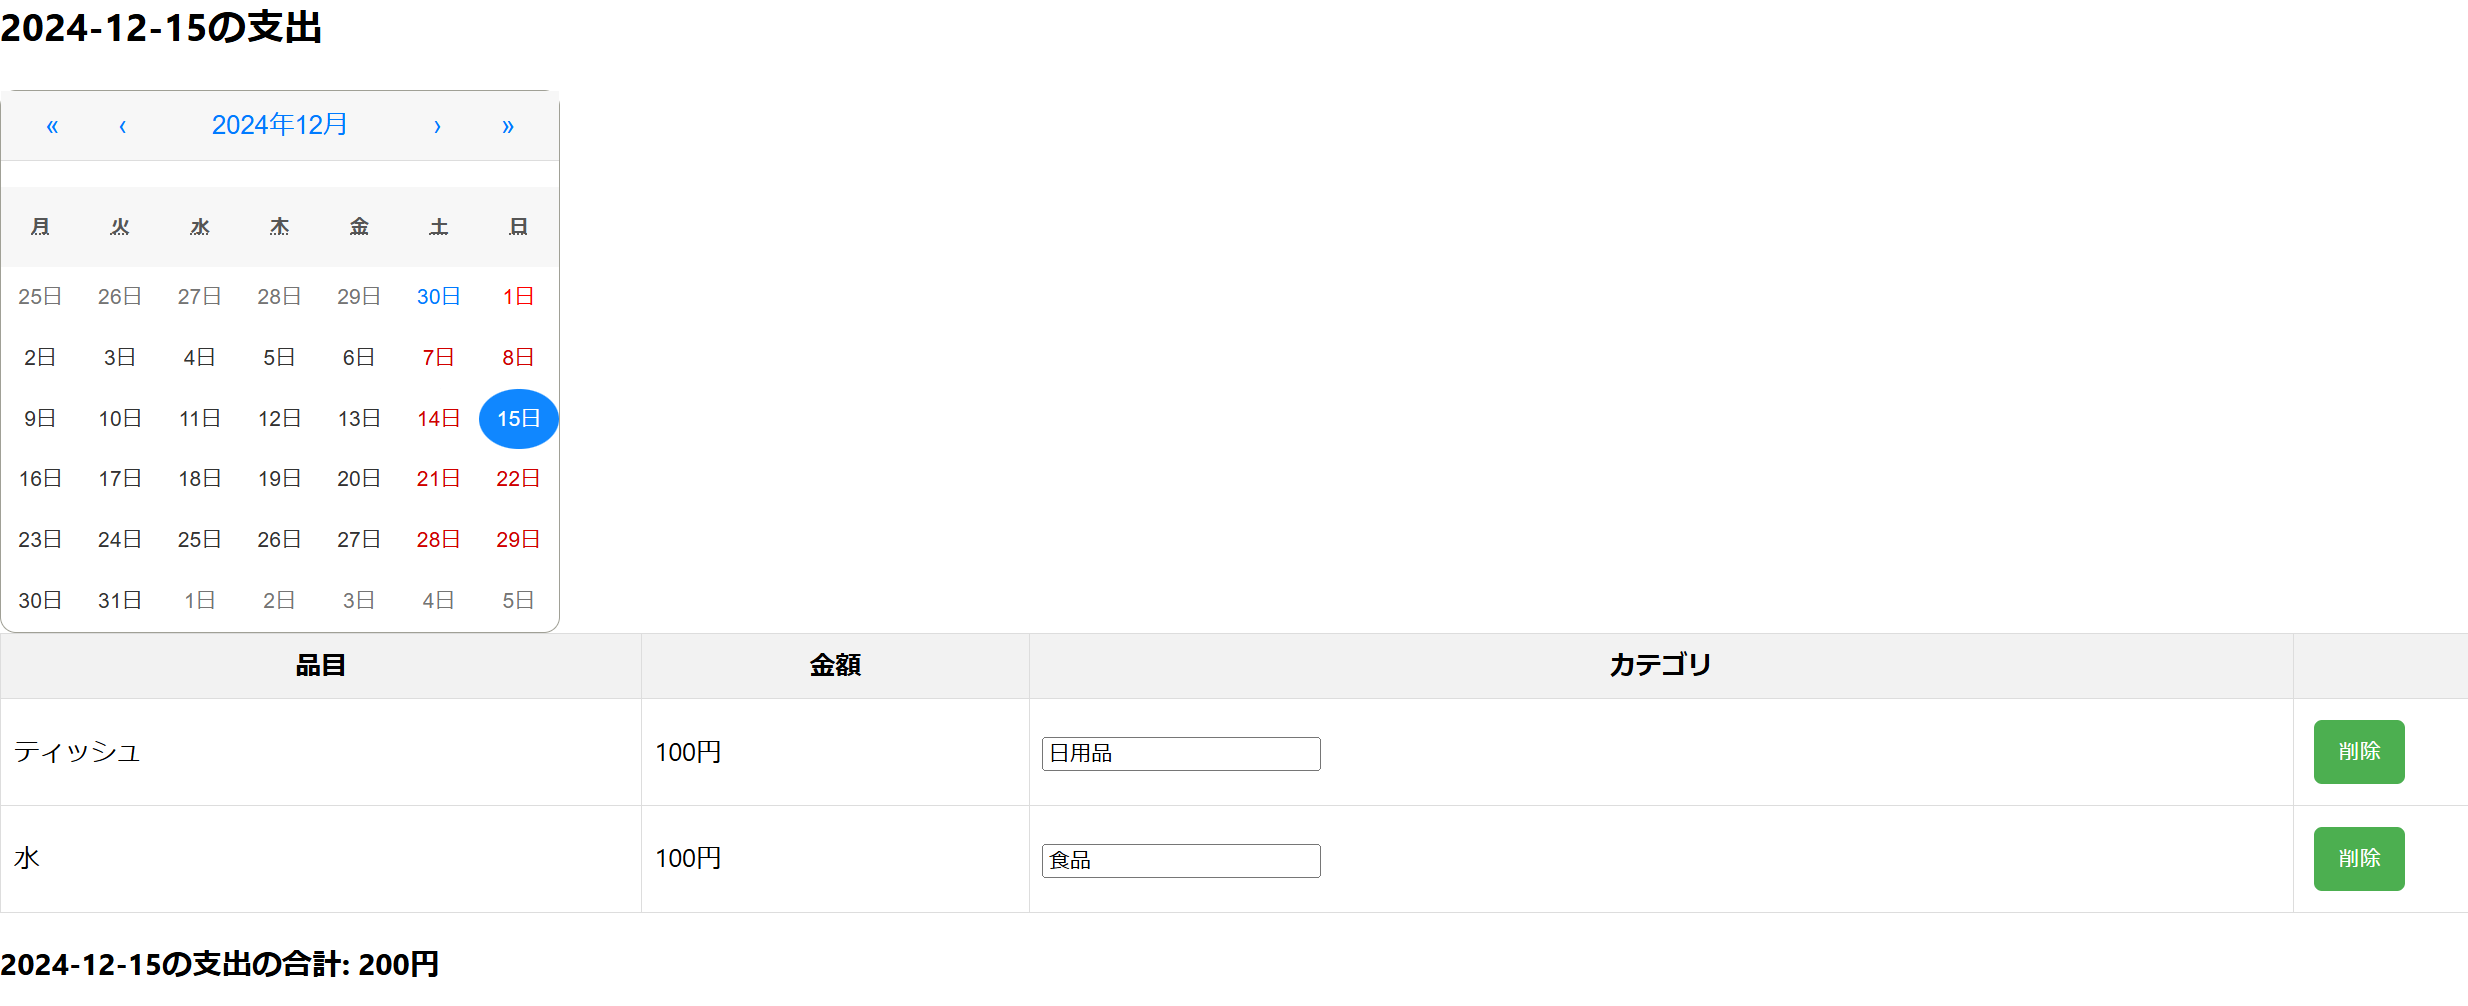 2024-12-15の支出
« ‹ 2024年12月 › »
月 火 水 木 金 土 日
25日 26日 27日 28日 29日 30日 1日
2日 3日 4日 5日 6日 7日 8日
9日 10日 11日 12日 13日 14日 15日
16日 17日 18日 19日 20日 21日 22日
23日 24日 25日 26日 27日 28日 29日
30日 31日 1日 2日 3日 4日 5日
品目 金額 カテゴリ
ティッシュ 100円 日用品 削除
水 100円 食品 削除
2024-12-15の支出の合計: 200円